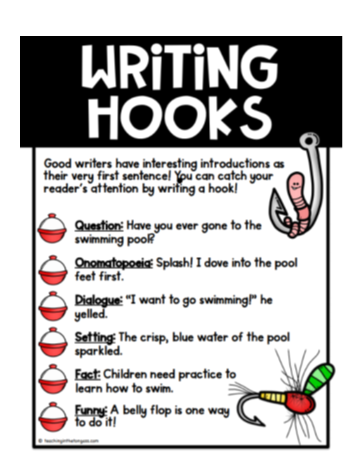 WRiTiNG
HOOKS
Good writers have interesting introductions as
their very first sentence! You can catch your
reader's attention by writing a hook!
Question: Have you ever gone to the
swimming pool?
Onomatopoeia: Splash! I dove into the pool
feet first.
Dialogue: "I want to go swimming!" he
yelled.
Setting: The crisp, blue water of the pool
sparkled.
Fact: Children need practice to
learn how to swim.
Funny: A belly flop is one way
to do it!
© teachinginthetongass.com